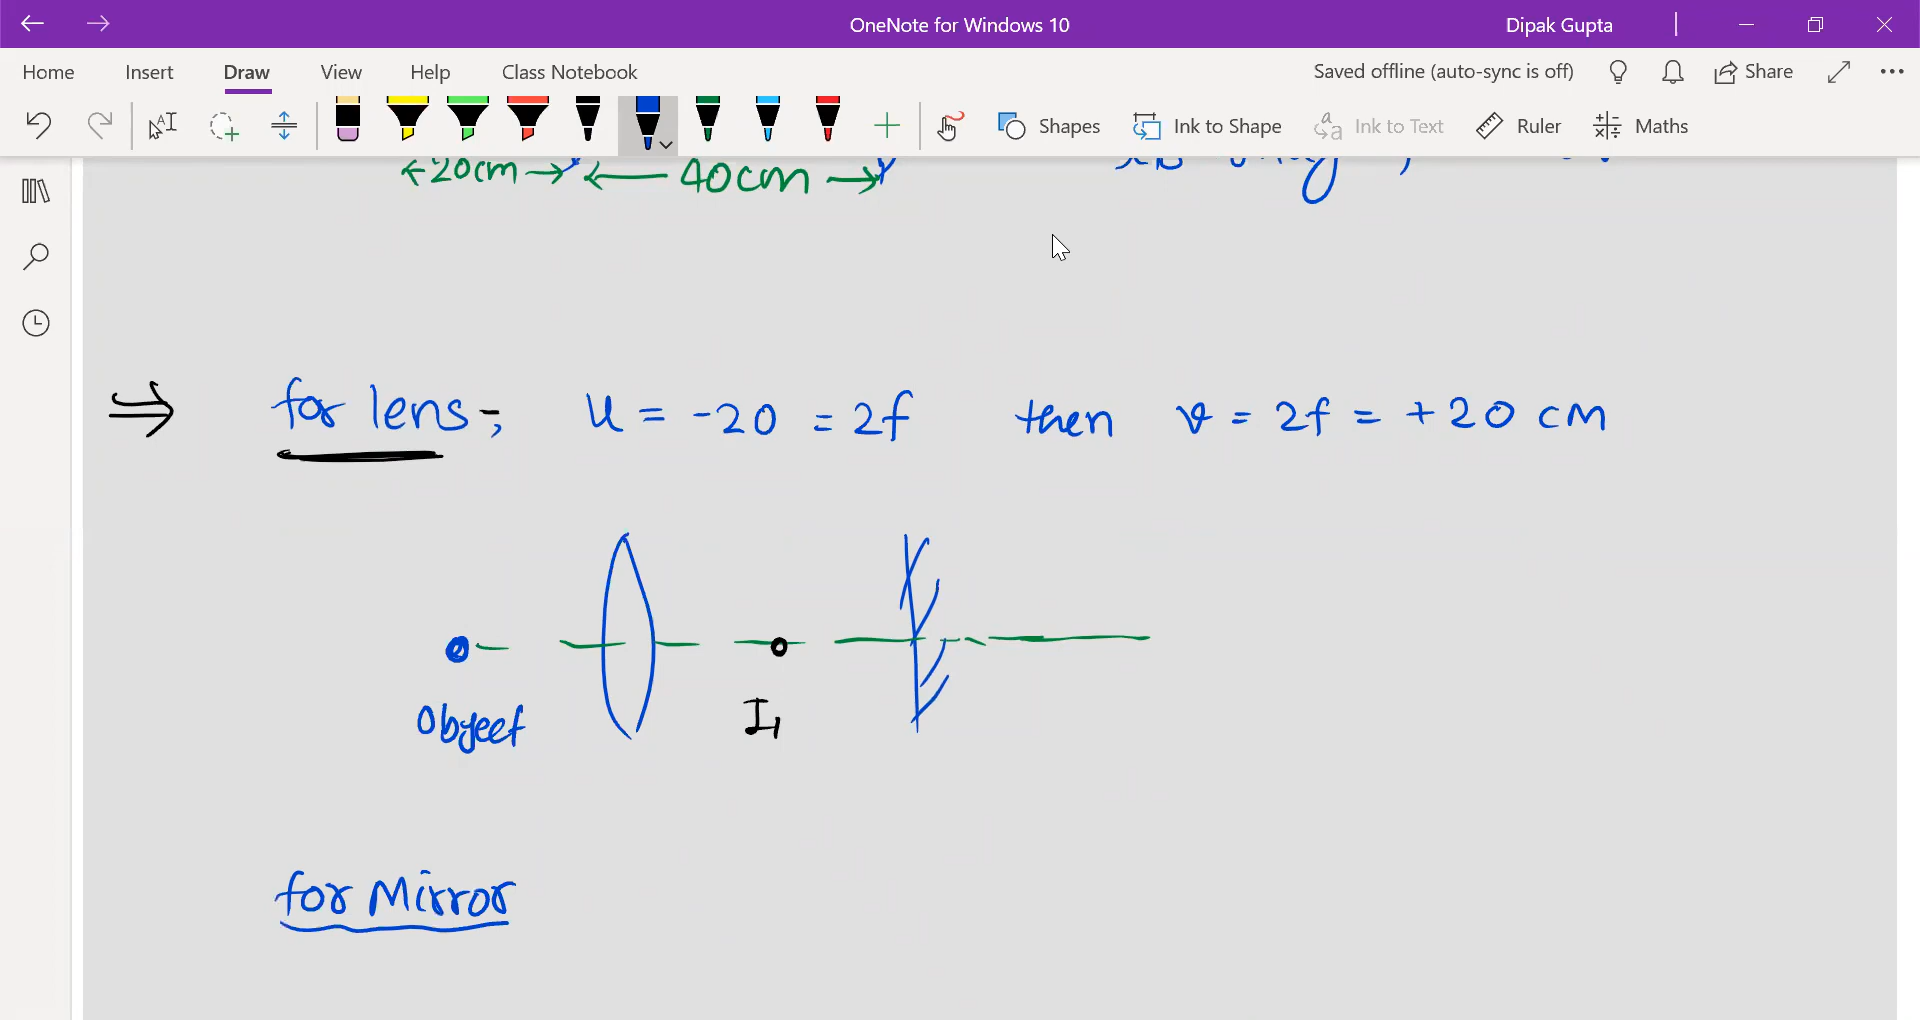 OneNote for Windows 10
Dipak Gupta
Home Insert Draw View Help Class Notebook
Saved offline (auto-sync is off) Share
Shapes Ink to Shape Ink to Text Ruler Maths
20cm 40cm
for lens -; u = -20 = 2f then v = 2f = +20 cm
Object I1
for Mirror